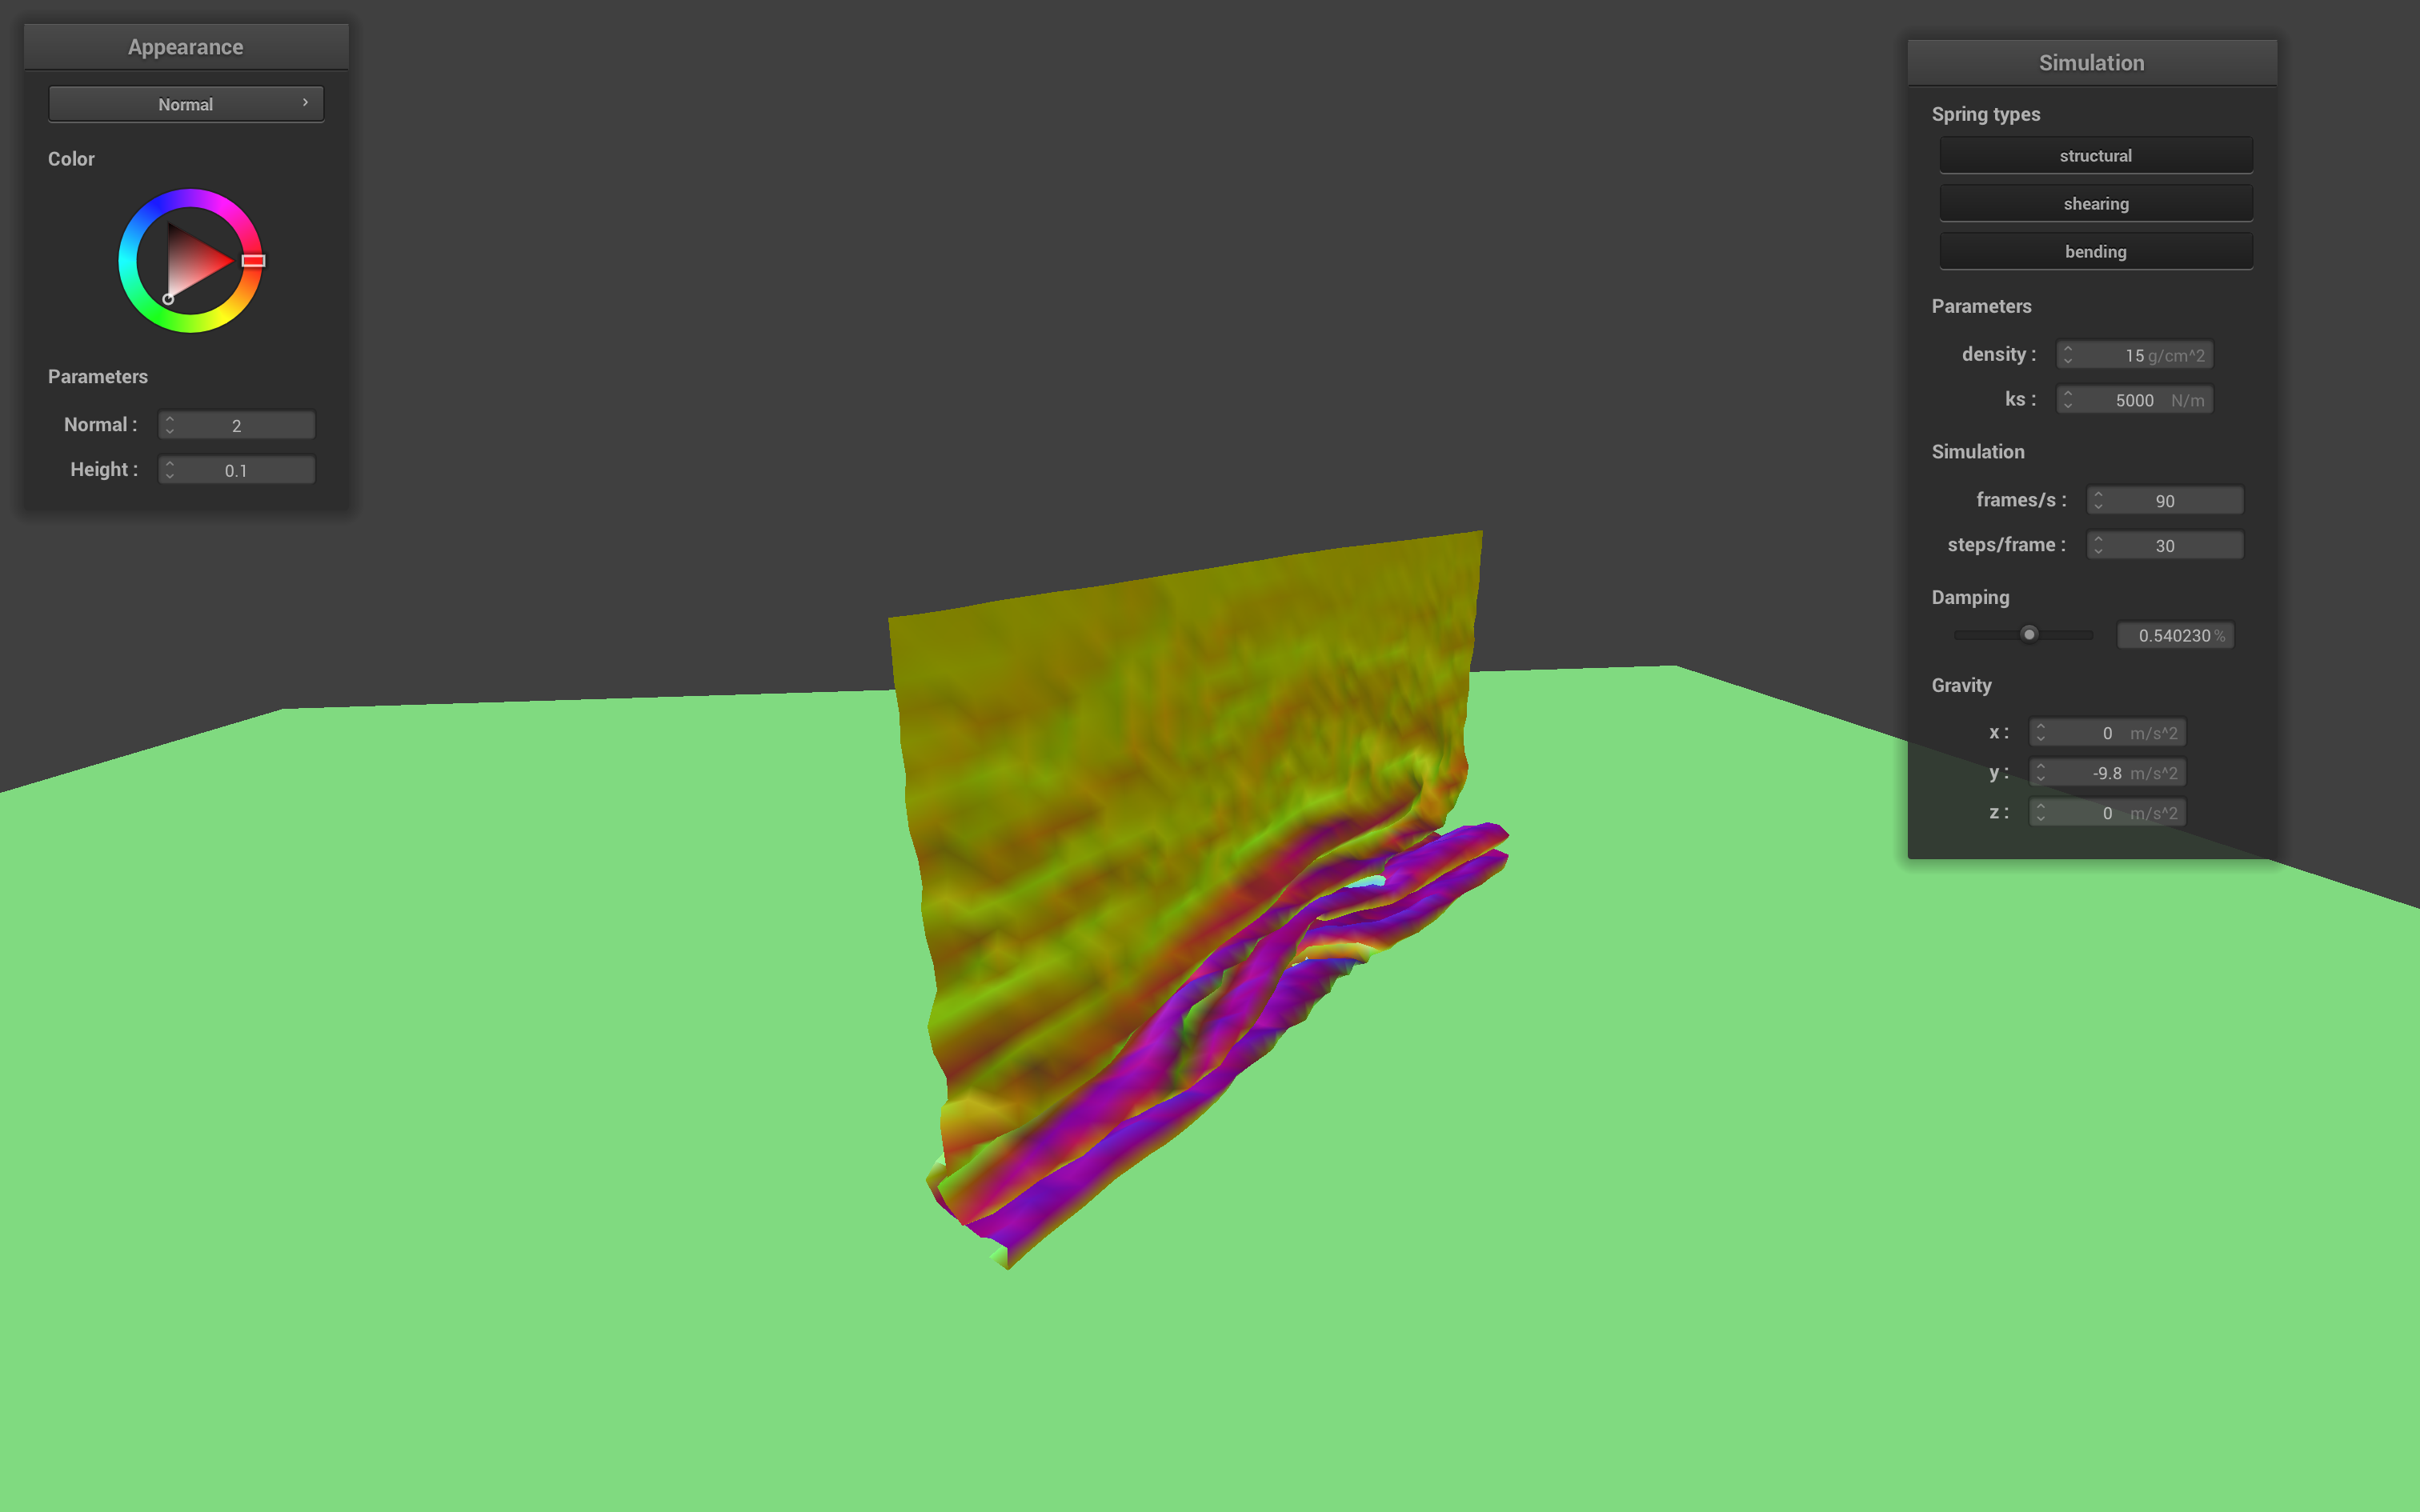 Appearance
Normal
Color
Parameters
Normal : 2
Height : 0.1
Simulation
Spring types
structural
shearing
bending
Parameters
density : 15 g/cm^2
ks : 5000 N/m
Simulation
frames/s : 90
steps/frame : 30
Damping
0.540230 %
Gravity
x : 0 m/s^2
y : -9.8 m/s^2
z : 0 m/s^2